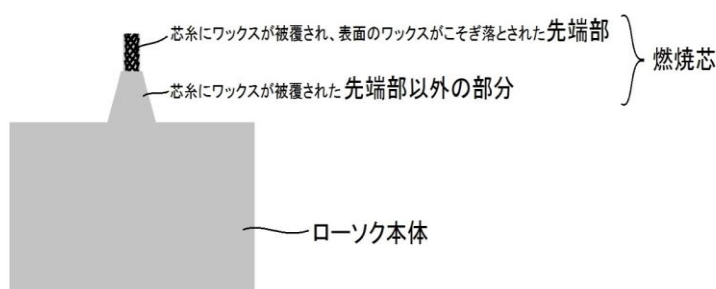 芯糸にワックスが被覆され、表面のワックスがこそぎ落とされた先端部
芯糸にワックスが被覆された先端部以外の部分
燃焼芯
ローソク本体